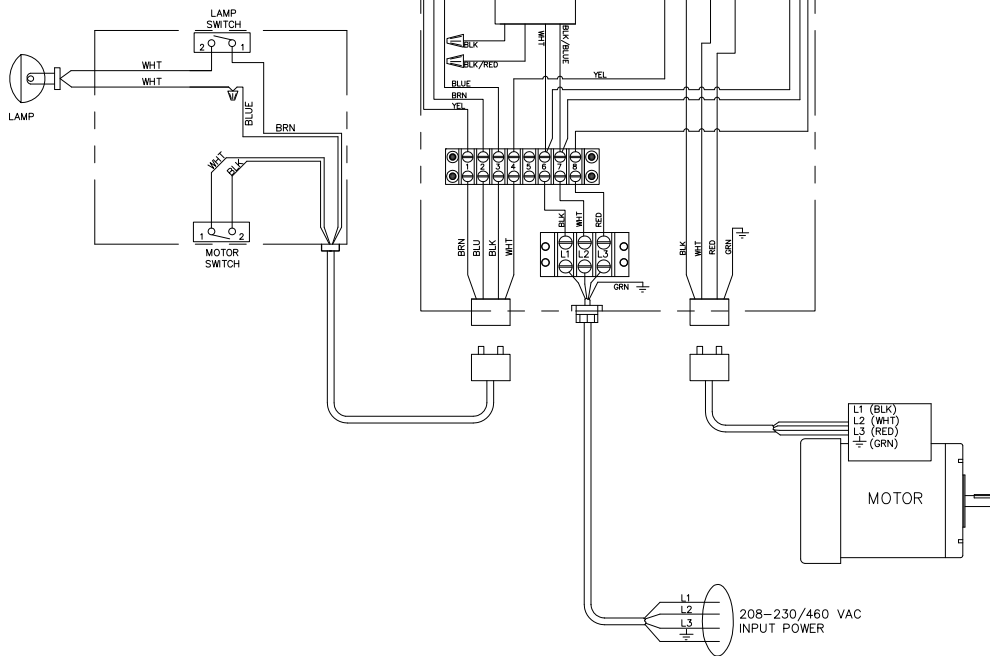 LAMP
SWITCH
2 1
WHT
WHT
LAMP
BLUE
BRN
WHT
BLK
1 2
MOTOR
SWITCH
BLK
BLK/RED
WHT
BLK/BLUE
YEL
BLUE
BRN
YEL
1 2 3 4 5 6 7 8
BRN
BLU
BLK
WHT
BLK
WHT
RED
L1 L2 L3
GRN
BLK
WHT
RED
GRN
L1 (BLK)
L2 (WHT)
L3 (RED)
(GRN)
MOTOR
L1
L2
L3
208-230/460 VAC
INPUT POWER